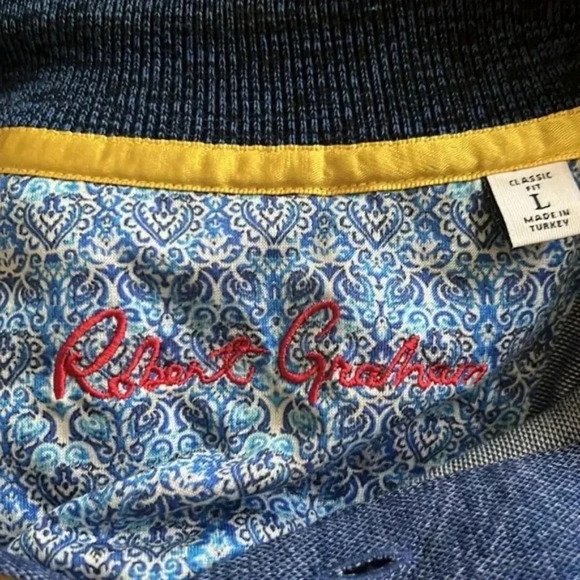 CLASSIC
FIT
L
MADE IN
TURKEY
Robert Graham